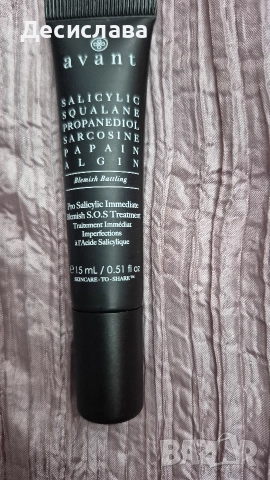 Десислава
avant
SALICYLIC
SQUALANE
PROPANEDIOL
SARCOSINE
PAPAIN
ALGIN
Blemish Battling
Pro Salicylic Immediate
Blemish S.O.S Treatment
Traitement Immédiat
Imperfections
à l'Acide Salicylique
e 15 mL / 0.51 fl oz
SKINCARE-TO-SHARE™
BAZAR